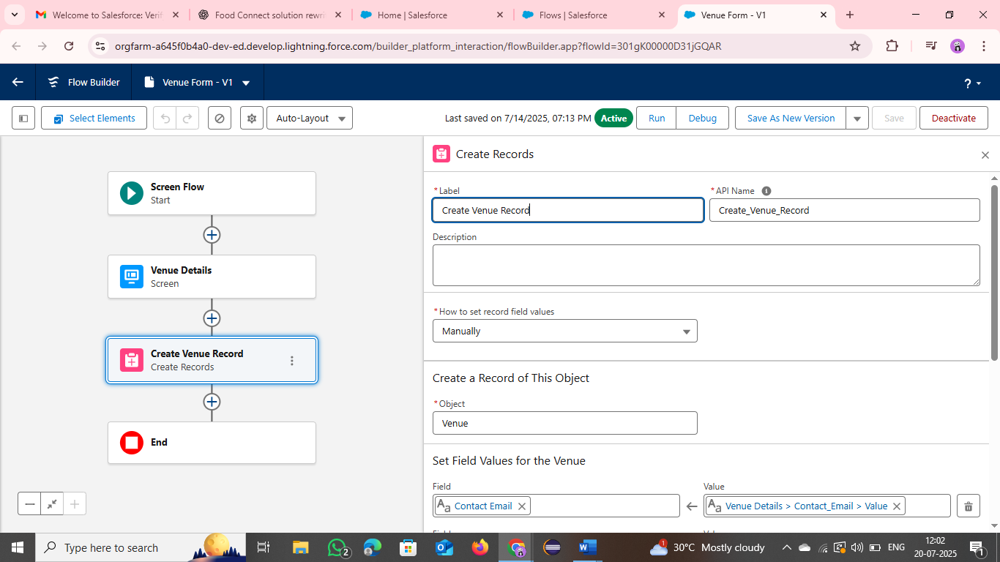 Welcome to Salesforce: Verif
Food Connect solution rewri
Home | Salesforce
Flows | Salesforce
Venue Form - V1
orgfarm-a645f0b4a0-dev-ed.develop.lightning.force.com/builder_platform_interaction/flowBuilder.app?flowId=301gK00000D31jGQAR
Flow Builder
Venue Form - V1
?
Select Elements
Auto-Layout
Last saved on 7/14/2025, 07:13 PM
Active
Run
Debug
Save As New Version
Save
Deactivate
Screen Flow
Start
Venue Details
Screen
Create Venue Record
Create Records
End
Create Records
*Label
Create Venue Record
*API Name
Create_Venue_Record
Description
*How to set record field values
Manually
Create a Record of This Object
*Object
Venue
Set Field Values for the Venue
Field
Aa Contact Email
Value
Aa Venue Details > Contact_Email > Value
Type here to search
2
1
30°C Mostly cloudy
ENG
12:02
20-07-2025
1